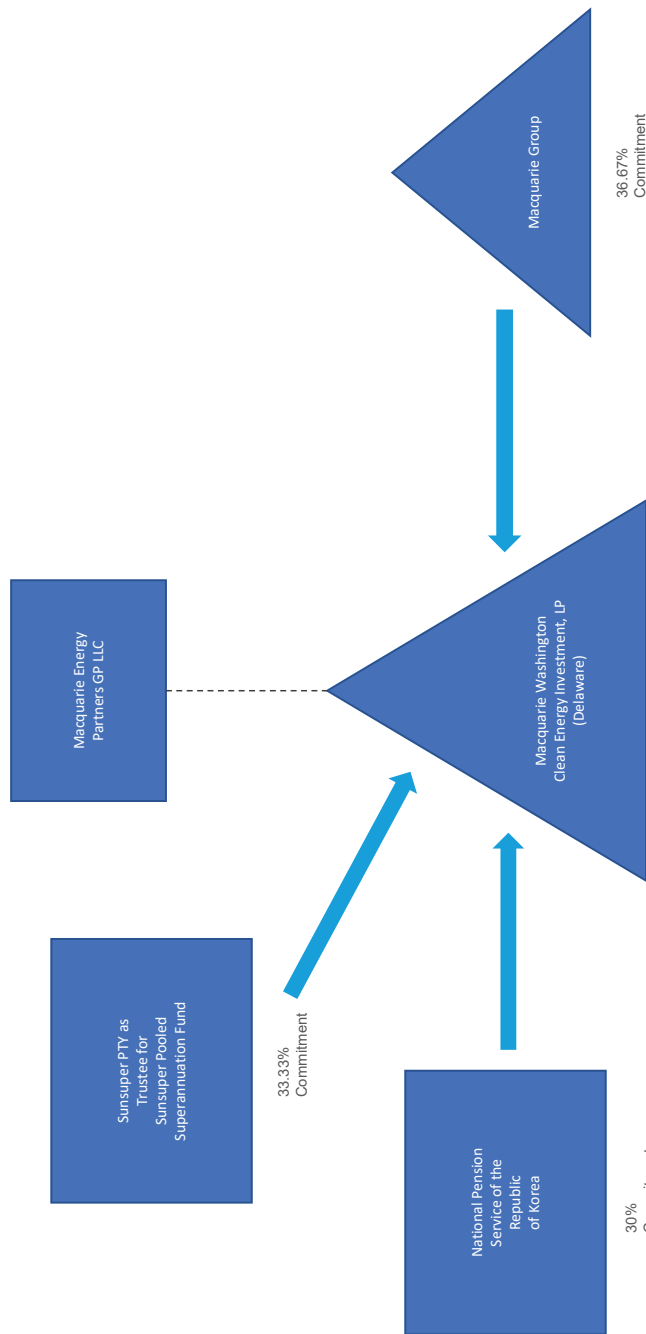 Macquarie Energy
Partners GP LLC
Sunsuper PTY as
Trustee for
Sunsuper Pooled
Superannuation Fund
33.33%
Commitment
National Pension
Service of the
Republic
of Korea
30%
Macquarie Washington
Clean Energy Investment, LP
(Delaware)
Macquarie Group
36.67%
Commitment